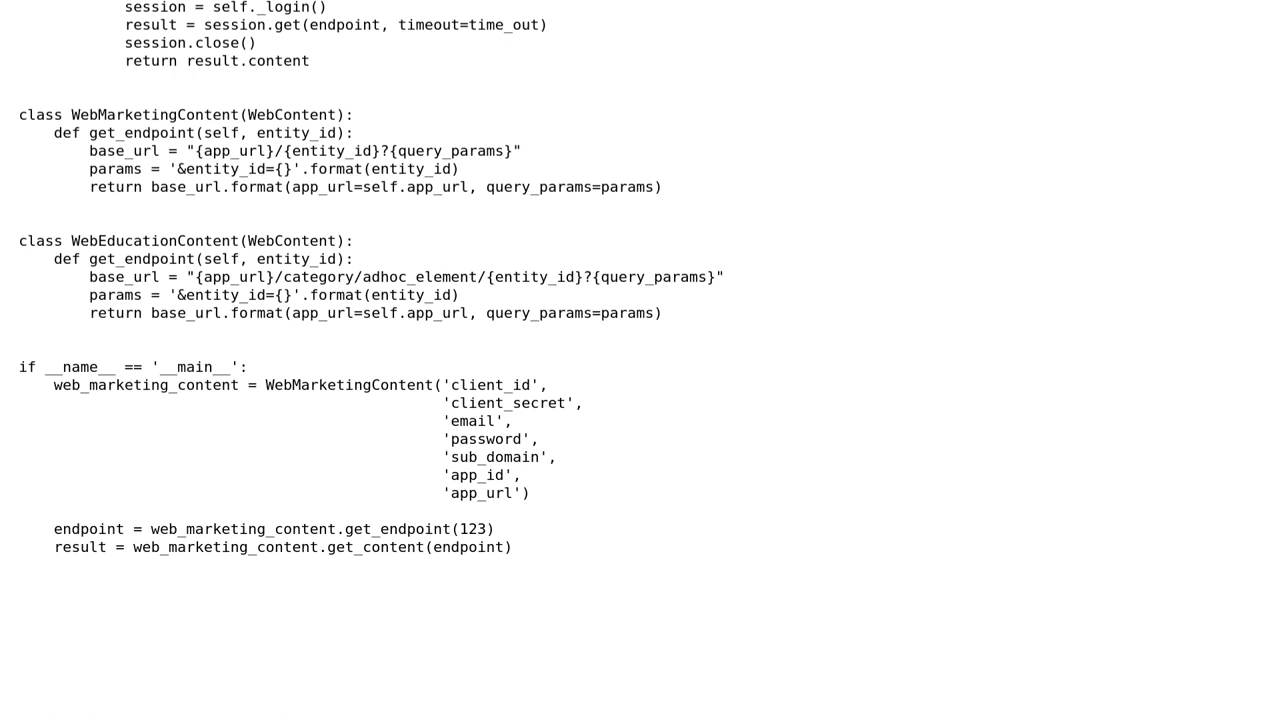 session = self._login()
            result = session.get(endpoint, timeout=time_out)
            session.close()
            return result.content


class WebMarketingContent(WebContent):
    def get_endpoint(self, entity_id):
        base_url = "{app_url}/{entity_id}?{query_params}"
        params = '&entity_id={}'.format(entity_id)
        return base_url.format(app_url=self.app_url, query_params=params)


class WebEducationContent(WebContent):
    def get_endpoint(self, entity_id):
        base_url = "{app_url}/category/adhoc_element/{entity_id}?{query_params}"
        params = '&entity_id={}'.format(entity_id)
        return base_url.format(app_url=self.app_url, query_params=params)


if __name__ == '__main__':
    web_marketing_content = WebMarketingContent('client_id',
                                                'client_secret',
                                                'email',
                                                'password',
                                                'sub_domain',
                                                'app_id',
                                                'app_url')

    endpoint = web_marketing_content.get_endpoint(123)
    result = web_marketing_content.get_content(endpoint)